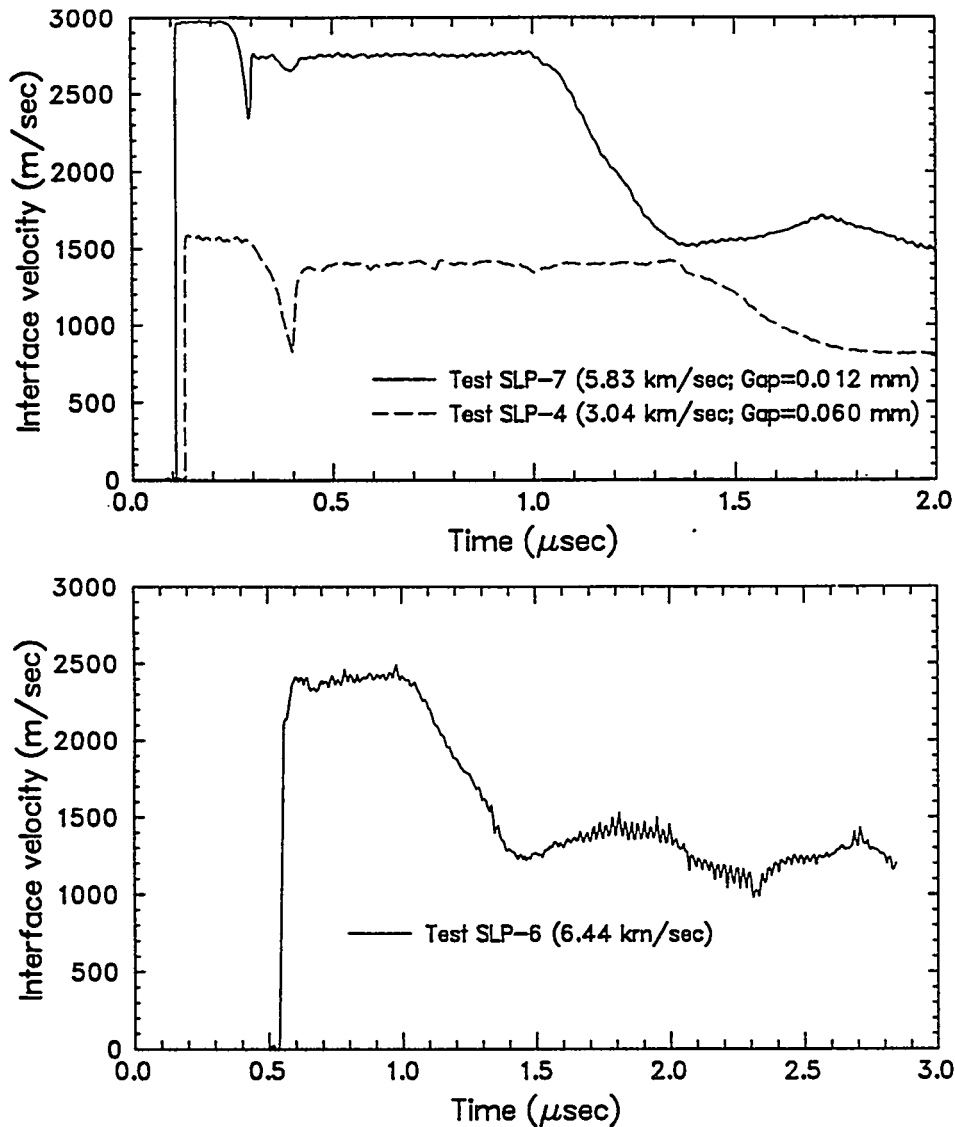 3000
2500
2000
1500
1000
500
0
Interface velocity (m/sec)
Test SLP-7 (5.83 km/sec; Gap=0.012 mm)
Test SLP-4 (3.04 km/sec; Gap=0.060 mm)
0.0 0.5 1.0 1.5 2.0
Time (μsec)
3000
2500
2000
1500
1000
500
0
Interface velocity (m/sec)
Test SLP-6 (6.44 km/sec)
0.0 0.5 1.0 1.5 2.0 2.5 3.0
Time (μsec)